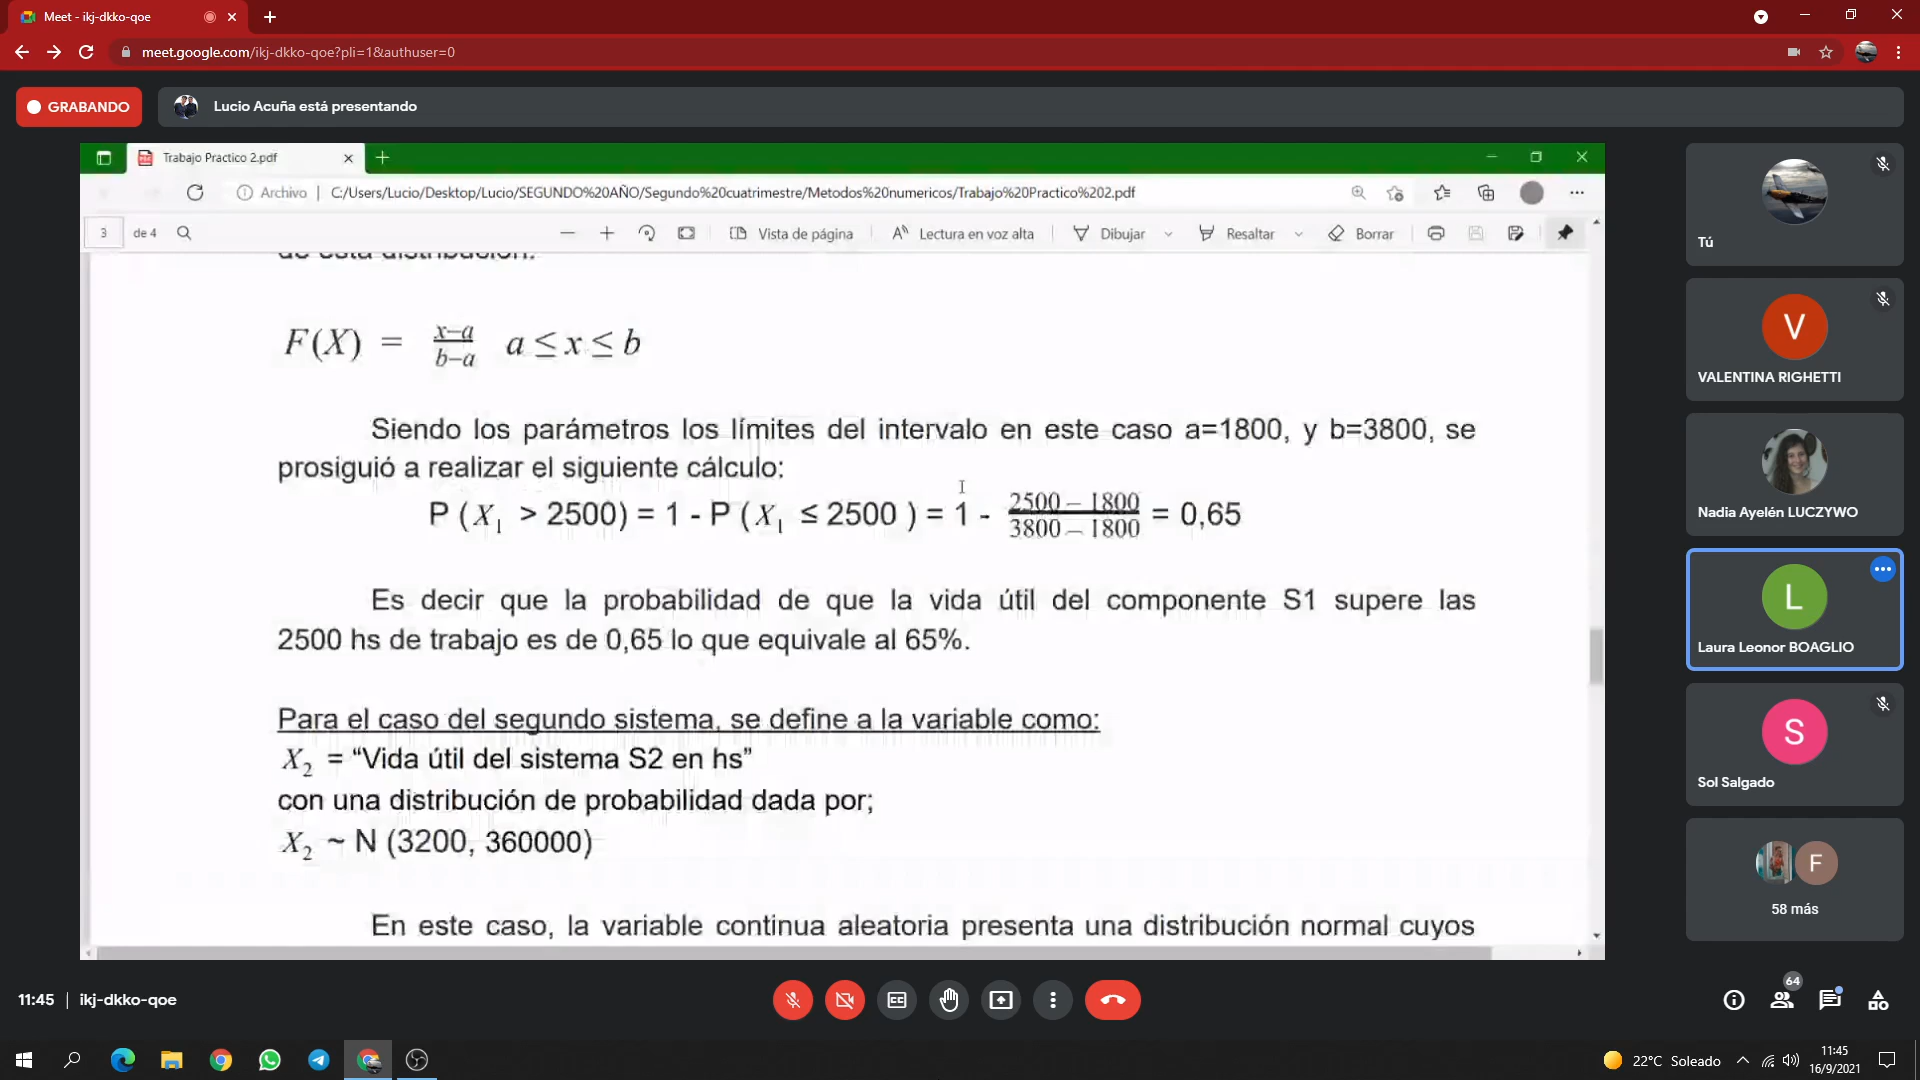 Meet - ikj-dkko-qoe
meet.google.com/ikj-dkko-qoe?pli=1&authuser=0
GRABANDO
Lucio Acuña está presentando
Trabajo Practico 2.pdf
Archivo | C:/Users/Lucio/Desktop/Lucio/SEGUNDO%20AÑO/Segundo%20cuatrimestre/Metodos%20numericos/Trabajo%20Practico%202.pdf
3 de 4
Vista de página
Lectura en voz alta
Dibujar
Resaltar
Borrar
de esta distribución:
F(X) = x–a / b–a a ≤ x ≤ b
Siendo los parámetros los límites del intervalo en este caso a=1800, y b=3800, se
prosiguió a realizar el siguiente cálculo:
P ( X₁ > 2500) = 1 - P ( X₁ ≤ 2500 ) = 1 - 2500 – 1800 / 3800 – 1800 = 0,65
Es decir que la probabilidad de que la vida útil del componente S1 supere las
2500 hs de trabajo es de 0,65 lo que equivale al 65%.
Para el caso del segundo sistema, se define a la variable como:
X₂ = “Vida útil del sistema S2 en hs”
con una distribución de probabilidad dada por;
X₂ ~ N (3200, 360000)
En este caso, la variable continua aleatoria presenta una distribución normal cuyos
Tú
V
VALENTINA RIGHETTI
Nadia Ayelén LUCZYWO
L
Laura Leonor BOAGLIO
S
Sol Salgado
F
58 más
11:45 | ikj-dkko-qoe
64
22°C Soleado
11:45
16/9/2021